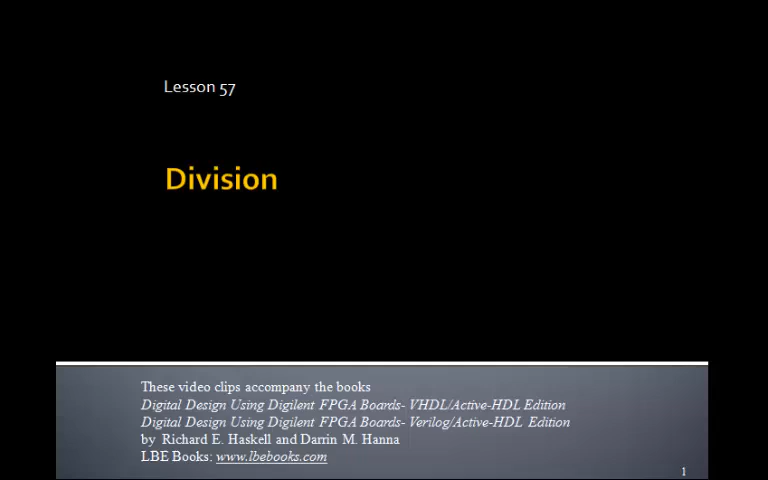 Lesson 57
Division
These video clips accompany the books
Digital Design Using Digilent FPGA Boards- VHDL/Active-HDL Edition
Digital Design Using Digilent FPGA Boards- Verilog/Active-HDL Edition
by Richard E. Haskell and Darrin M. Hanna
LBE Books: www.lbebooks.com
1